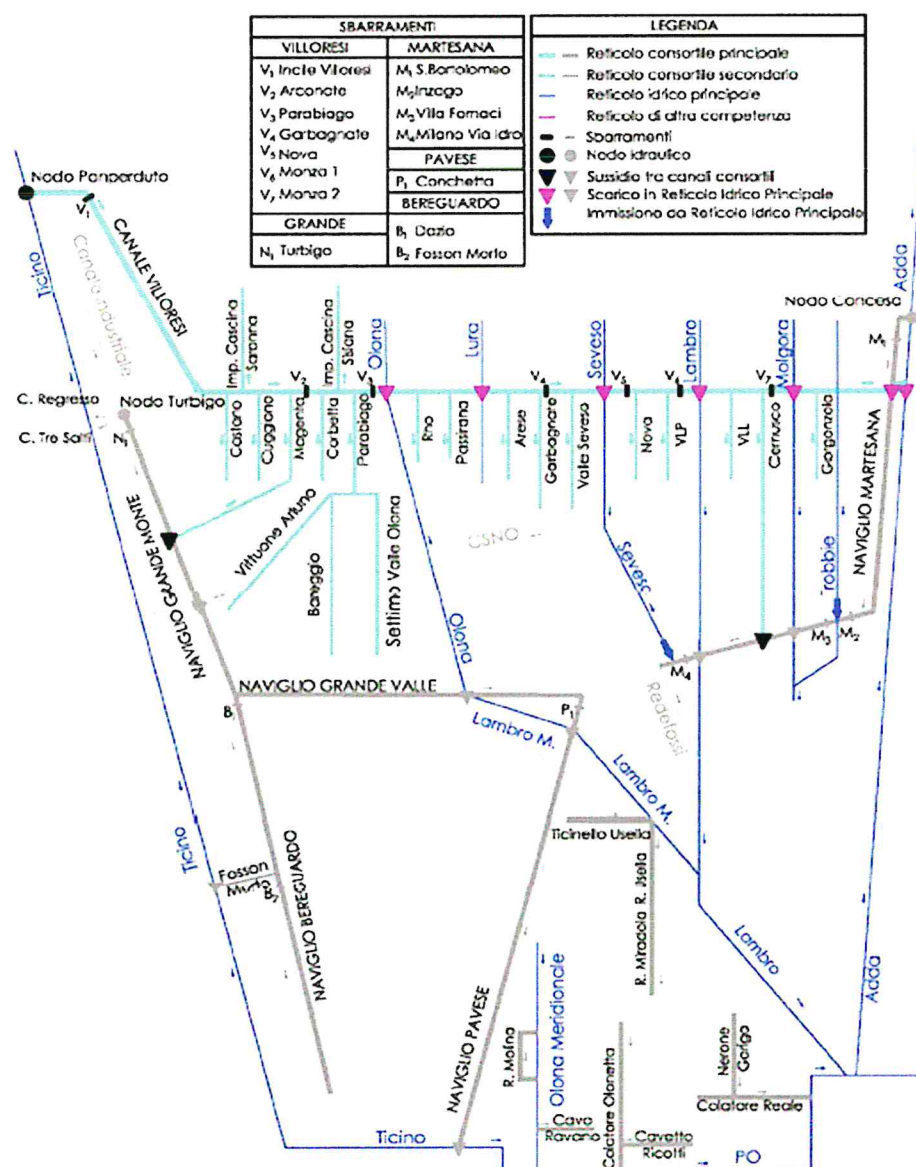 SBARRAMENTI
VILLORESI
V1 Incile Villoresi
V2 Arconate
V3 Parabiago
V4 Garbagnate
V5 Nova
V6 Monza 1
V7 Monza 2
GRANDE
N1 Turbigo
MARTESANA
M1 S.Bartolomeo
M2 Inzago
M3 Villa Fornaci
M4 Milano Via Idro
PAVESE
P1 Conchetta
BEREGUARDO
B1 Dazio
B2 Fosson Morto
LEGENDA
Reticolo consortile principale
Reticolo consortile secondario
Reticolo idrico principale
Reticolo di altra competenza
Sbarramenti
Nodo Idraulico
Sussidio tra canali consortili
Scarico in Reticolo Idrico Principale
Immissione da Reticolo Idrico Principale
Nodo Panperduto
V1
CANALE VILLORESI
Canale Industriale
Ticino
Adda
Nodo Concesa
M1
Imp. Cascina
Saronna
Imp. Cascina
Sisiana
Olona
Lura
Seveso
Lambro
Molgora
V2
V3
V4
V5
V6
V7
C. Regresso
Nodo Turbigo
C. Tre Salti
N1
Castano
Cuggiono
Magenta
Corbetta
Parabiago
Rho
Passirana
Arese
Garbagnate
Valle Seveso
Nova
VLP
VLL
Cernusco
Gorgonzola
NAVIGLIO MARTESANA
NAVIGLIO GRANDE MONTE
Vittuone Arluno
Bareggio
Settimo Valle Olona
CSNO
Sevesc
Trobbie
Olona
M4
M3
M2
Redefossi
NAVIGLIO GRANDE VALLE
B
P1
Lambro M.
Lambro M.
Ticinello Usella
R. Miradola R. Usela
Ticino
Fosson
Morto
B2
NAVIGLIO BEREGUARDO
NAVIGLIO PAVESE
Lambro
Adda
R. Molina
Olona Meridionale
Colatore Olonetta
Nerone
Gariga
Colatore Reale
Cavo
Ravano
Cavetto
Ricotti
Ticino
PO